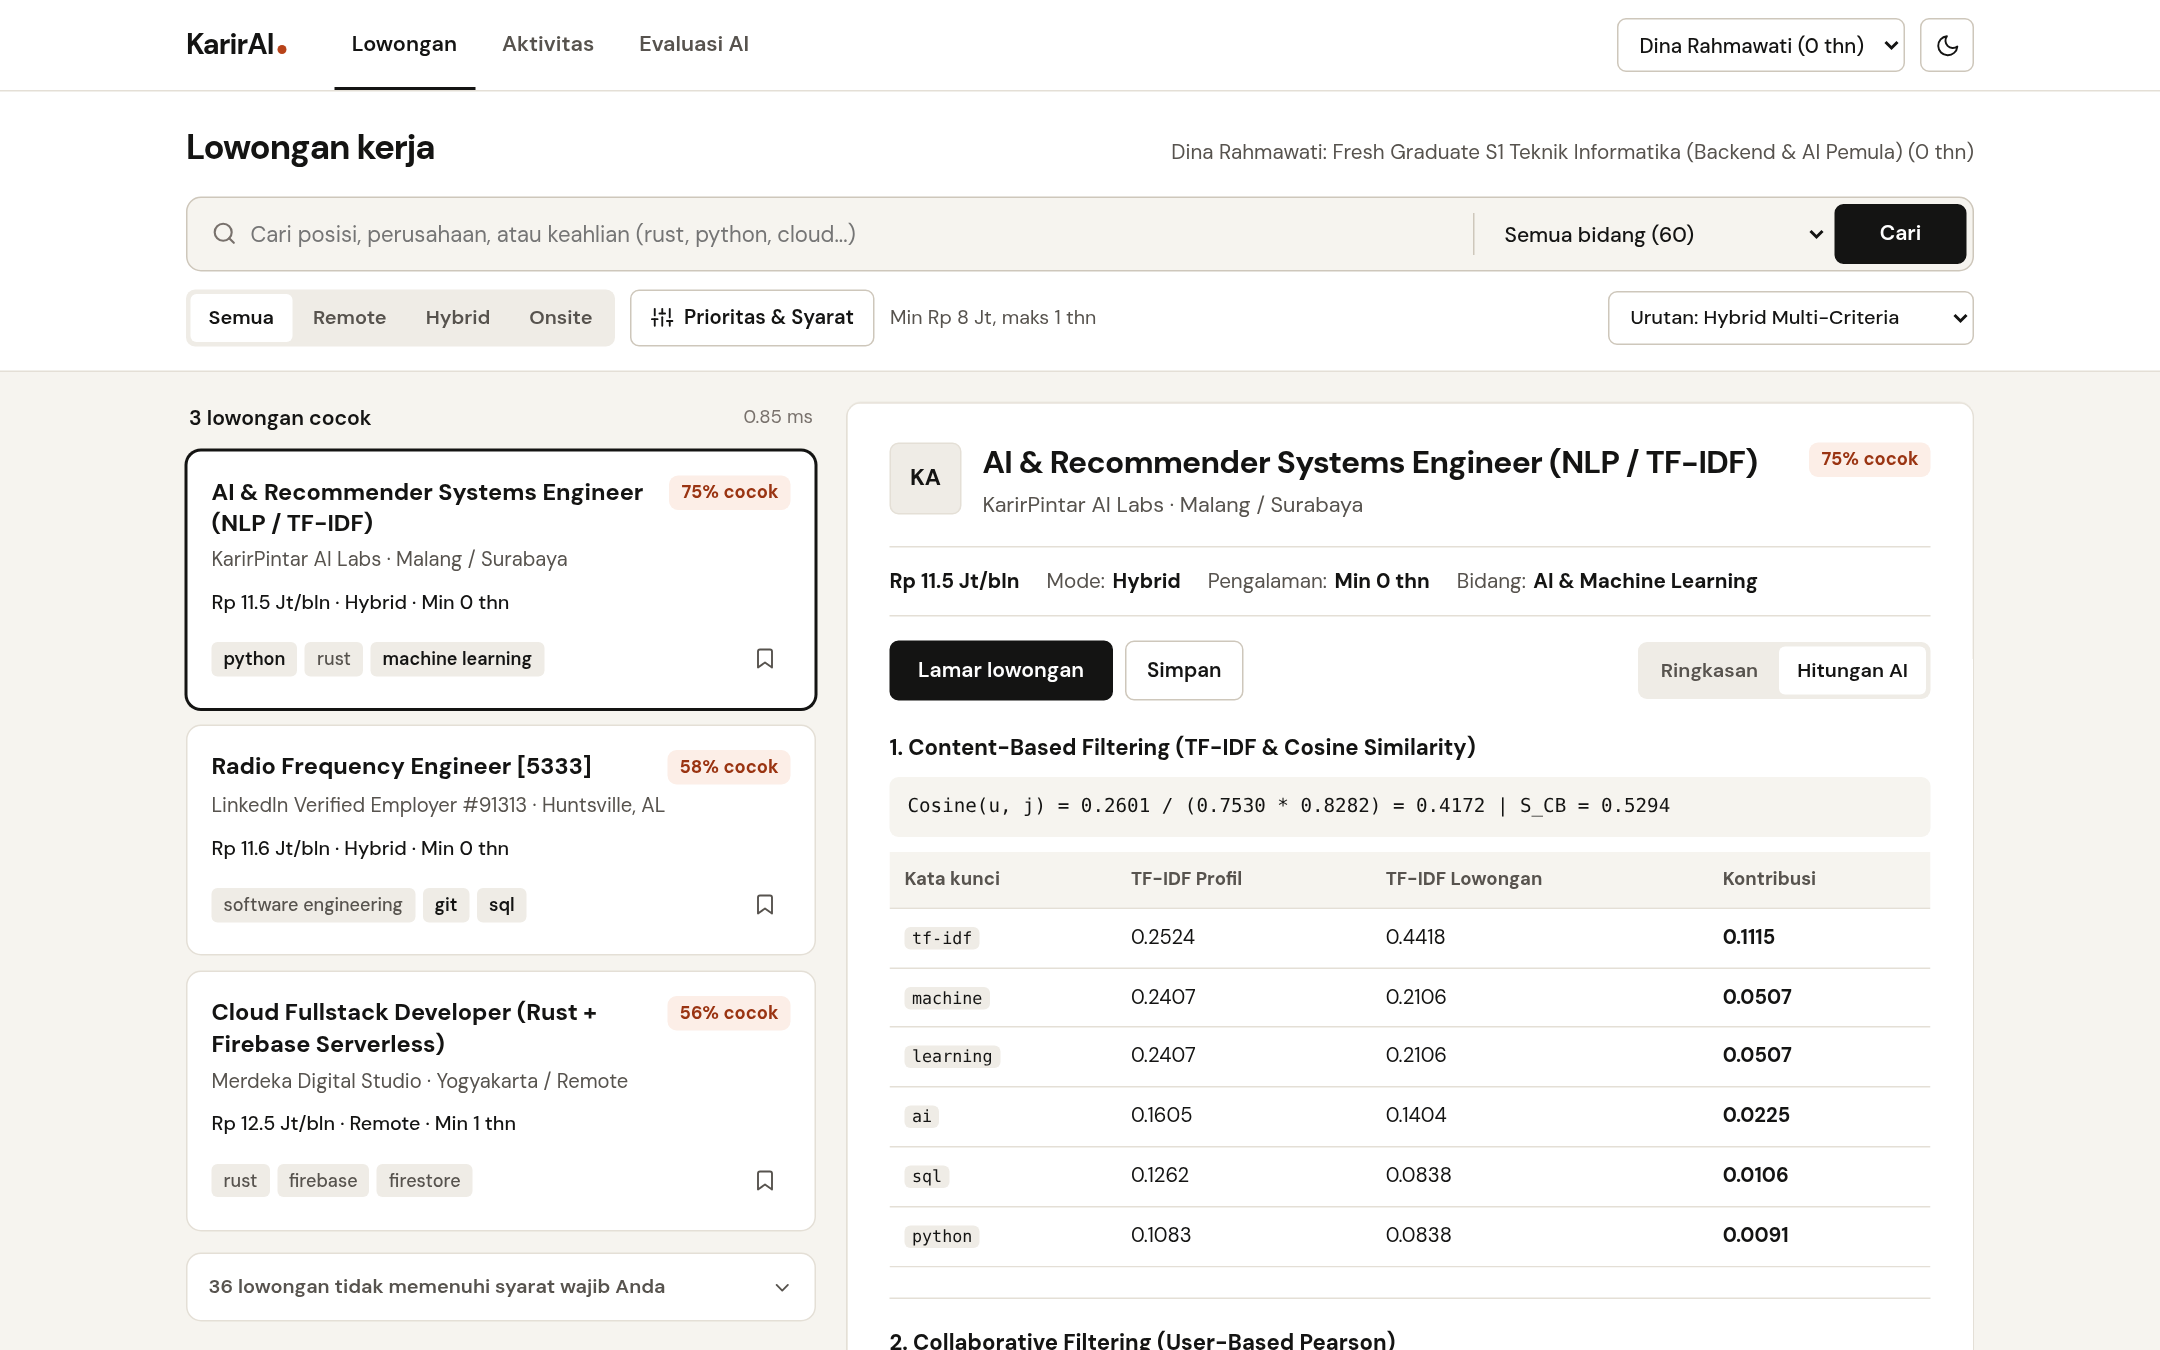 KarirAI.
Lowongan
Aktivitas
Evaluasi AI
Dina Rahmawati (0 thn)
Lowongan kerja
Dina Rahmawati: Fresh Graduate S1 Teknik Informatika (Backend & AI Pemula) (0 thn)
Cari posisi, perusahaan, atau keahlian (rust, python, cloud...)
Semua bidang (60)
Cari
Semua
Remote
Hybrid
Onsite
Prioritas & Syarat
Min Rp 8 Jt, maks 1 thn
Urutan: Hybrid Multi-Criteria
3 lowongan cocok
0.85 ms
AI & Recommender Systems Engineer
(NLP / TF-IDF)
75% cocok
KarirPintar AI Labs · Malang / Surabaya
Rp 11.5 Jt/bln · Hybrid · Min 0 thn
python
rust
machine learning
Radio Frequency Engineer [5333]
58% cocok
LinkedIn Verified Employer #91313 · Huntsville, AL
Rp 11.6 Jt/bln · Hybrid · Min 0 thn
software engineering
git
sql
Cloud Fullstack Developer (Rust +
Firebase Serverless)
56% cocok
Merdeka Digital Studio · Yogyakarta / Remote
Rp 12.5 Jt/bln · Remote · Min 1 thn
rust
firebase
firestore
36 lowongan tidak memenuhi syarat wajib Anda
KA
AI & Recommender Systems Engineer (NLP / TF-IDF)
75% cocok
KarirPintar AI Labs · Malang / Surabaya
Rp 11.5 Jt/bln Mode: Hybrid Pengalaman: Min 0 thn Bidang: AI & Machine Learning
Lamar lowongan
Simpan
Ringkasan
Hitungan AI
1. Content-Based Filtering (TF-IDF & Cosine Similarity)
Cosine(u, j) = 0.2601 / (0.7530 * 0.8282) = 0.4172 | S_CB = 0.5294
Kata kunci TF-IDF Profil TF-IDF Lowongan Kontribusi
tf-idf 0.2524 0.4418 0.1115
machine 0.2407 0.2106 0.0507
learning 0.2407 0.2106 0.0507
ai 0.1605 0.1404 0.0225
sql 0.1262 0.0838 0.0106
python 0.1083 0.0838 0.0091
2. Collaborative Filtering (User-Based Pearson)